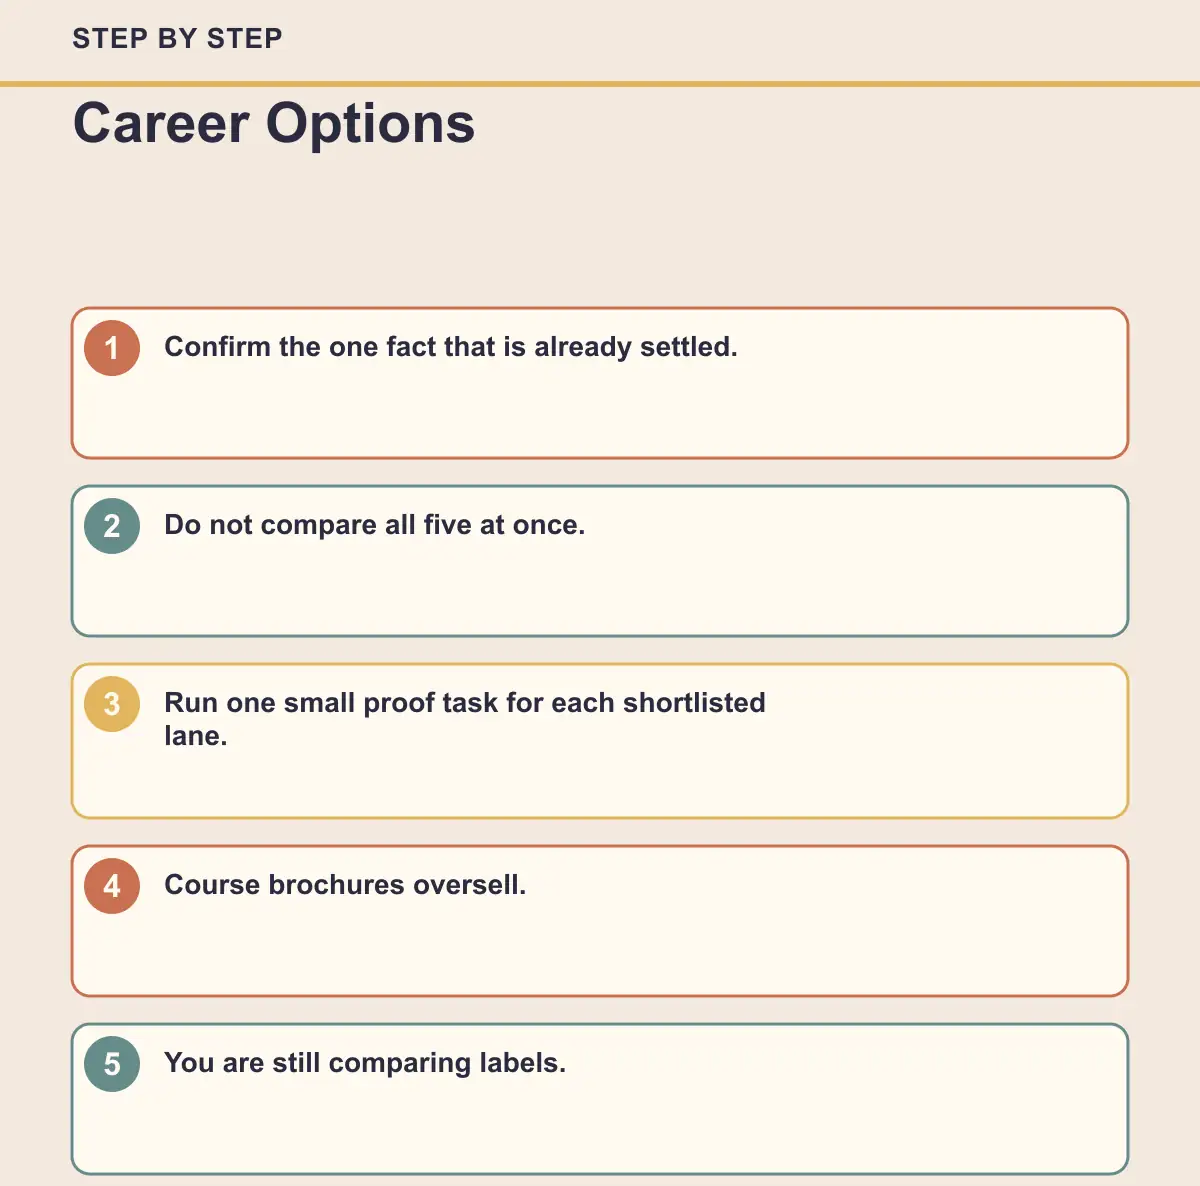 STEP BY STEP
Career Options
1
Confirm the one fact that is already settled.
2
Do not compare all five at once.
3
Run one small proof task for each shortlisted
lane.
4
Course brochures oversell.
5
You are still comparing labels.